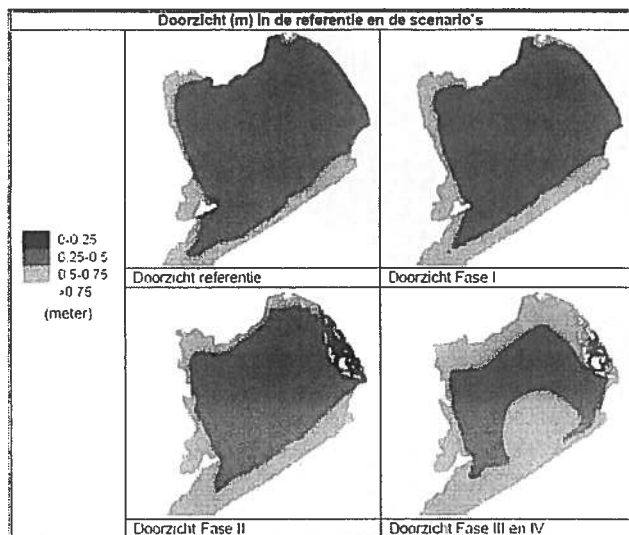 Doorzicht (m) in de referentie en de scenario's
0-0.25
0.25-0.5
0.5-0.75
>0.75
(meter)
Doorzicht referentie
Doorzicht Fase I
Doorzicht Fase II
Doorzicht Fase III en IV